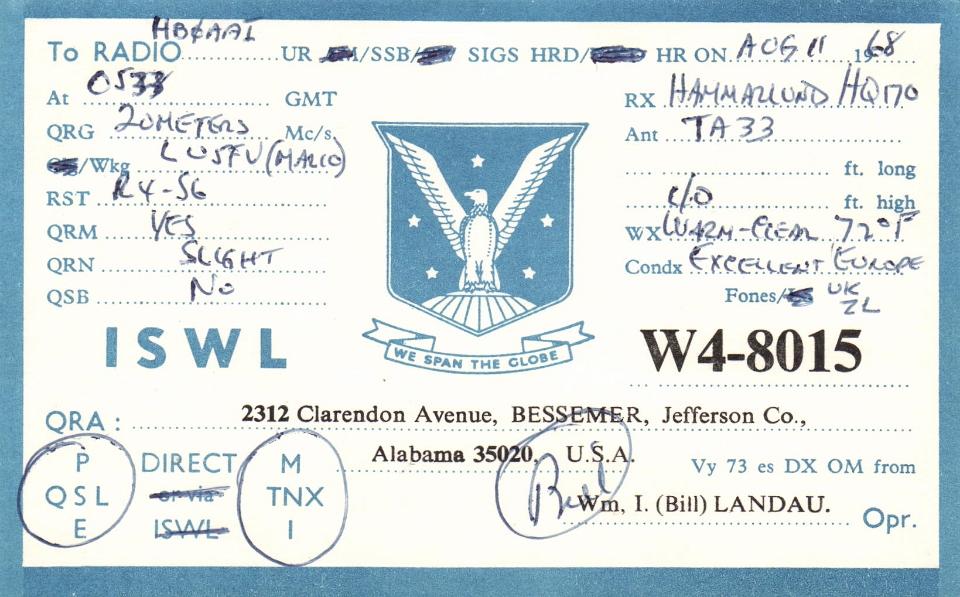 To RADIO HBØAAI UR /SSB/ SIGS HRD/ HR ON AUG 11 1968
At 0533 GMT
RX HAMMARLUND HQ170
QRG 20METERS Mc/s
Ant TA33
/Wkg LU5FV (MARIO)
ft. long
RST R4-S6
ft. high
QRM YES
WX WARM-CLEAR 72°F
QRN SLIGHT
Condx EXCELLENT EUROPE
QSB NO
Fones/ UK
ZL
WE SPAN THE GLOBE
ISWL
W4-8015
QRA : 2312 Clarendon Avenue, BESSEMER, Jefferson Co.,
Alabama 35020, U.S.A.
P DIRECT M
Vy 73 es DX OM from
QSL or via TNX
Bill
Wm, I. (Bill) LANDAU.
E ISWL I
Opr.